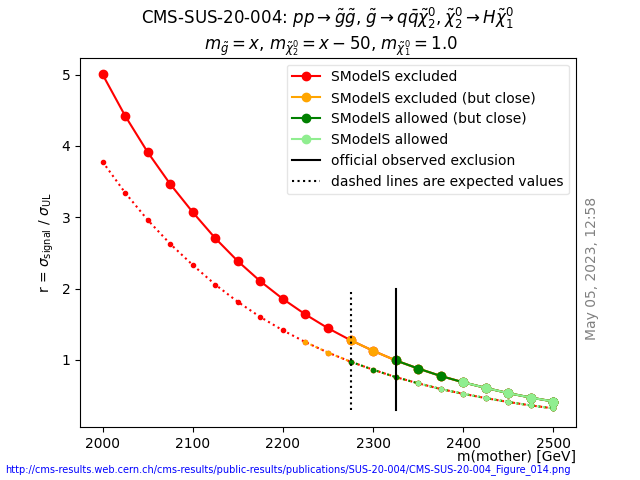 CMS-SUS-20-004: pp → g̃g̃, g̃ → qq̄χ̃⁰₂, χ̃⁰₂ → Hχ̃⁰₁
m_g̃ = x, m_χ̃⁰₂ = x − 50, m_χ̃⁰₁ = 1.0
SModelS excluded
SModelS excluded (but close)
SModelS allowed (but close)
SModelS allowed
official observed exclusion
dashed lines are expected values
r = σ_signal / σ_UL
5
4
3
2
1
2000 2100 2200 2300 2400 2500
m(mother) [GeV]
May 05, 2023, 12:58
http://cms-results.web.cern.ch/cms-results/public-results/publications/SUS-20-004/CMS-SUS-20-004_Figure_014.png